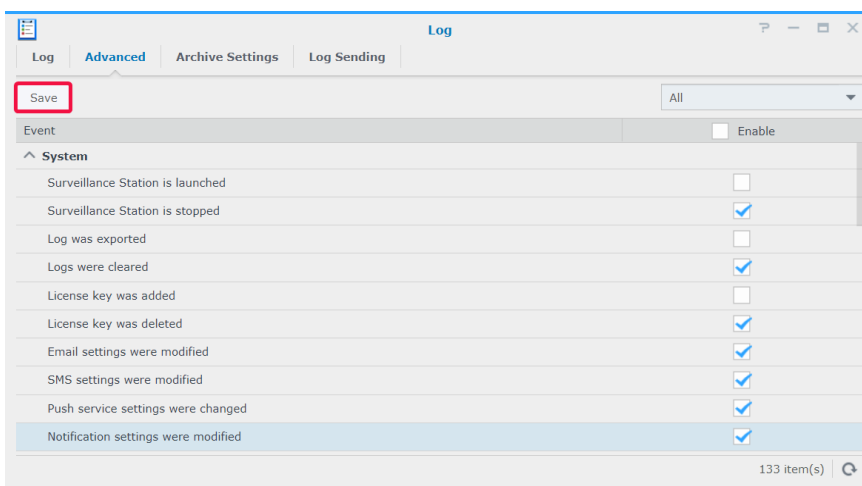 Log
Log Advanced Archive Settings Log Sending
Save All
Event Enable
System
Surveillance Station is launched
Surveillance Station is stopped
Log was exported
Logs were cleared
License key was added
License key was deleted
Email settings were modified
SMS settings were modified
Push service settings were changed
Notification settings were modified
133 item(s)